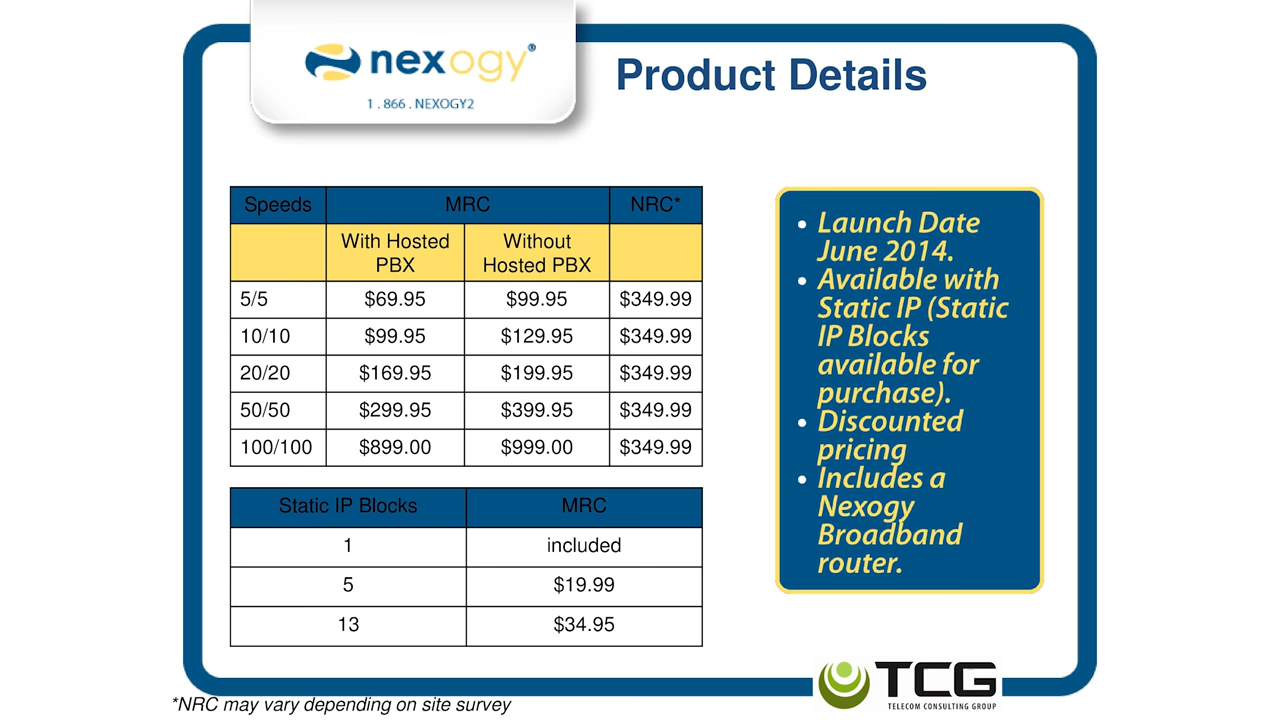 nexogy®
1 . 866 . NEXOGY2
Product Details
Speeds MRC NRC*
With Hosted PBX Without Hosted PBX
5/5 $69.95 $99.95 $349.99
10/10 $99.95 $129.95 $349.99
20/20 $169.95 $199.95 $349.99
50/50 $299.95 $399.95 $349.99
100/100 $899.00 $999.00 $349.99
Static IP Blocks MRC
1 included
5 $19.99
13 $34.95
• Launch Date
June 2014.
• Available with
Static IP (Static
IP Blocks
available for
purchase).
• Discounted
pricing
• Includes a
Nexogy
Broadband
router.
TCG
TELECOM CONSULTING GROUP
*NRC may vary depending on site survey